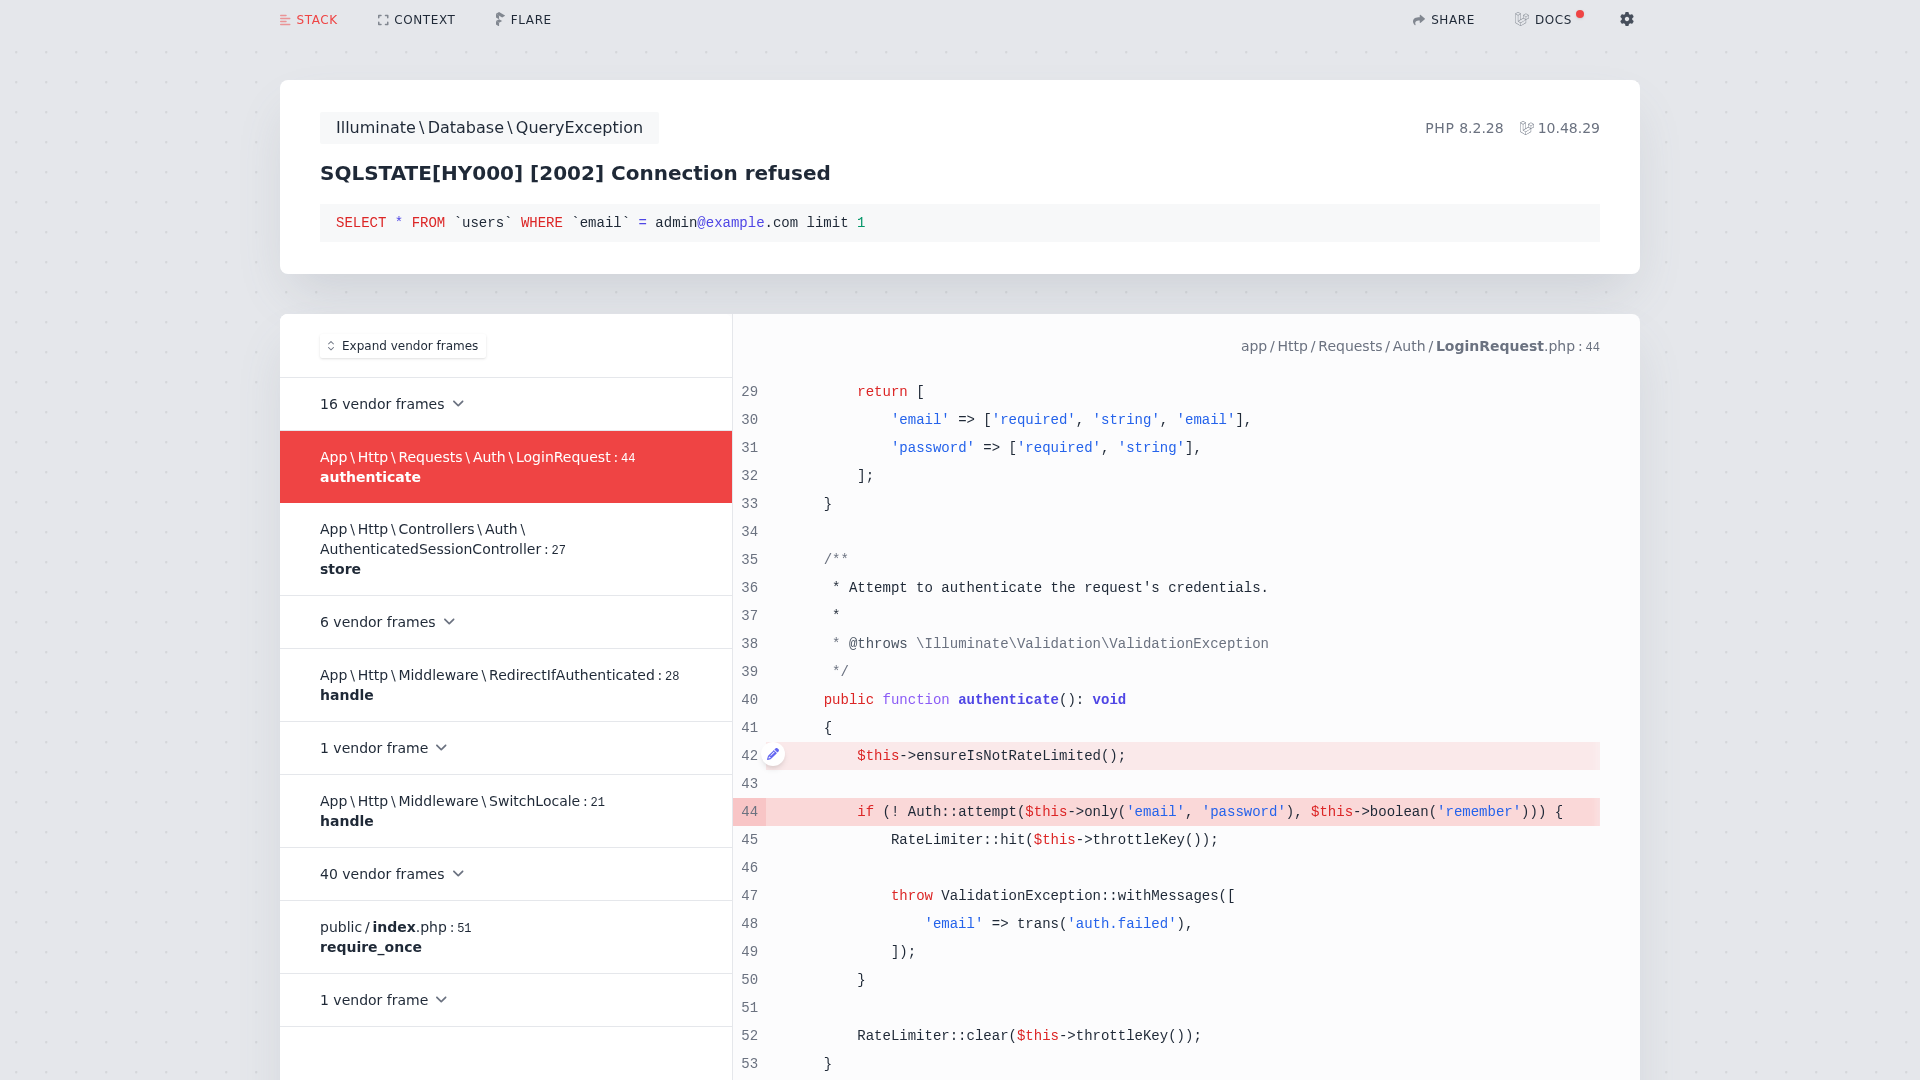 STACK CONTEXT FLARE SHARE DOCS
Illuminate\Database\QueryException
PHP 8.2.28 10.48.29
SQLSTATE[HY000] [2002] Connection refused
SELECT * FROM `users` WHERE `email` = admin@example.com limit 1
Expand vendor frames
16 vendor frames
App\Http\Requests\Auth\LoginRequest:44
authenticate
App\Http\Controllers\Auth\
AuthenticatedSessionController:27
store
6 vendor frames
App\Http\Middleware\RedirectIfAuthenticated:28
handle
1 vendor frame
App\Http\Middleware\SwitchLocale:21
handle
40 vendor frames
public/index.php:51
require_once
1 vendor frame
app/Http/Requests/Auth/LoginRequest.php:44
29         return [
30             'email' => ['required', 'string', 'email'],
31             'password' => ['required', 'string'],
32         ];
33     }
34
35     /**
36      * Attempt to authenticate the request's credentials.
37      *
38      * @throws \Illuminate\Validation\ValidationException
39      */
40     public function authenticate(): void
41     {
42         $this->ensureIsNotRateLimited();
43
44         if (! Auth::attempt($this->only('email', 'password'), $this->boolean('remember'))) {
45             RateLimiter::hit($this->throttleKey());
46
47             throw ValidationException::withMessages([
48                 'email' => trans('auth.failed'),
49             ]);
50         }
51
52         RateLimiter::clear($this->throttleKey());
53     }